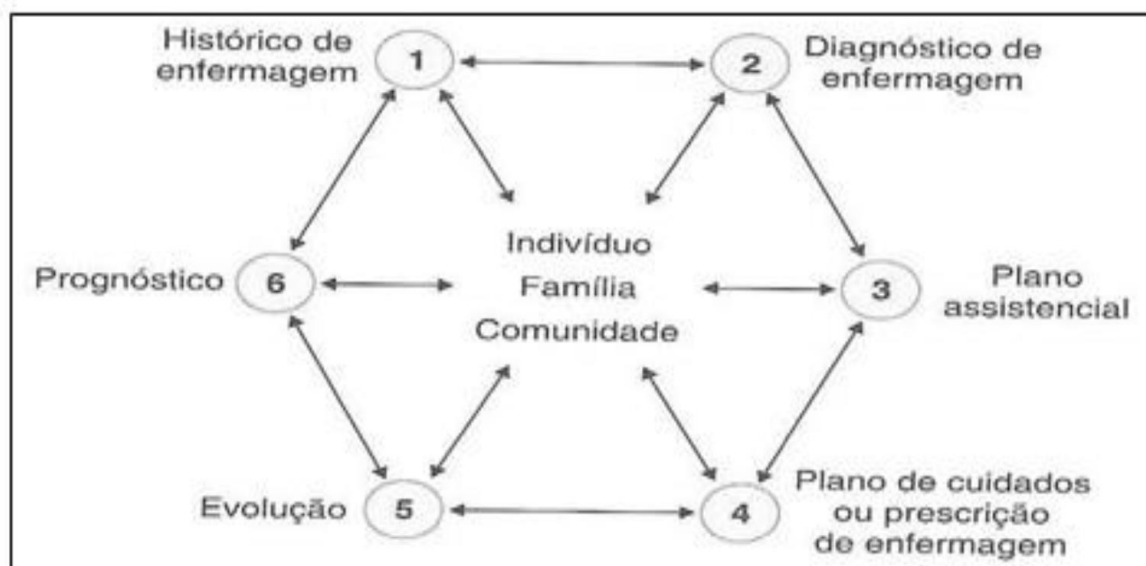 Histórico de
enfermagem
1
2
Diagnóstico de
enfermagem
Indivíduo
Família
Comunidade
Prognóstico
6
3
Plano
assistencial
Evolução
5
4
Plano de cuidados
ou prescrição
de enfermagem